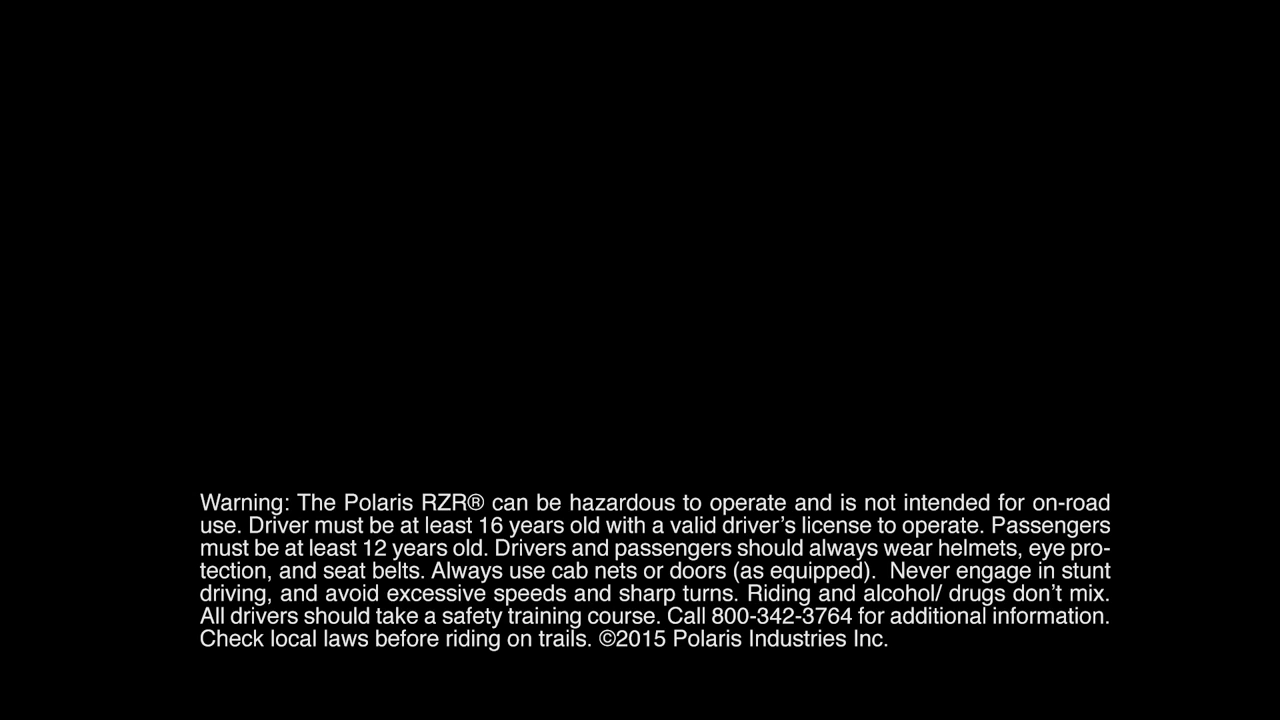 Warning: The Polaris RZR® can be hazardous to operate and is not intended for on-road
use. Driver must be at least 16 years old with a valid driver’s license to operate. Passengers
must be at least 12 years old. Drivers and passengers should always wear helmets, eye pro-
tection, and seat belts. Always use cab nets or doors (as equipped).  Never engage in stunt
driving, and avoid excessive speeds and sharp turns. Riding and alcohol/ drugs don’t mix.
All drivers should take a safety training course. Call 800-342-3764 for additional information.
Check local laws before riding on trails. ©2015 Polaris Industries Inc.